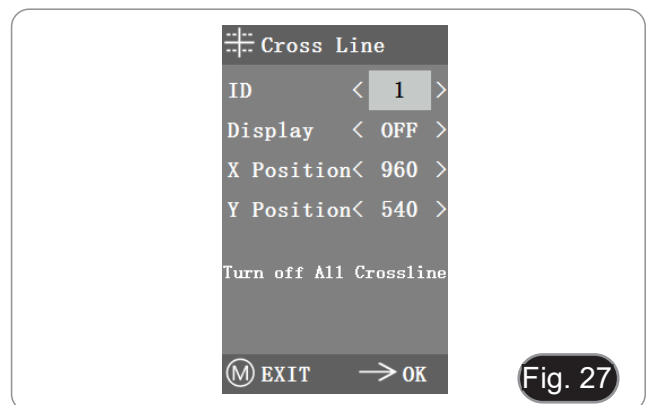 Cross Line
ID < 1 >
Display < OFF >
X Position< 960 >
Y Position< 540 >
Turn off All Crossline
M EXIT → OK
Fig. 27